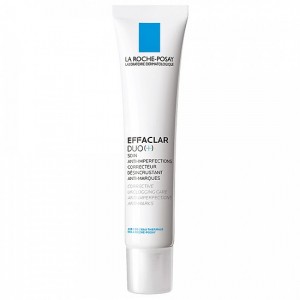 LA ROCHE-POSAY
LABORATOIRE DERMATOLOGIQUE
EFFACLAR
DUO(+)
SOIN
ANTI-IMPERFECTIONS
CORRECTEUR
DÉSINCRUSTANT
ANTI-MARQUES
CORRECTIVE
UNCLOGGING CARE
ANTI-IMPERFECTIONS
ANTI-MARKS